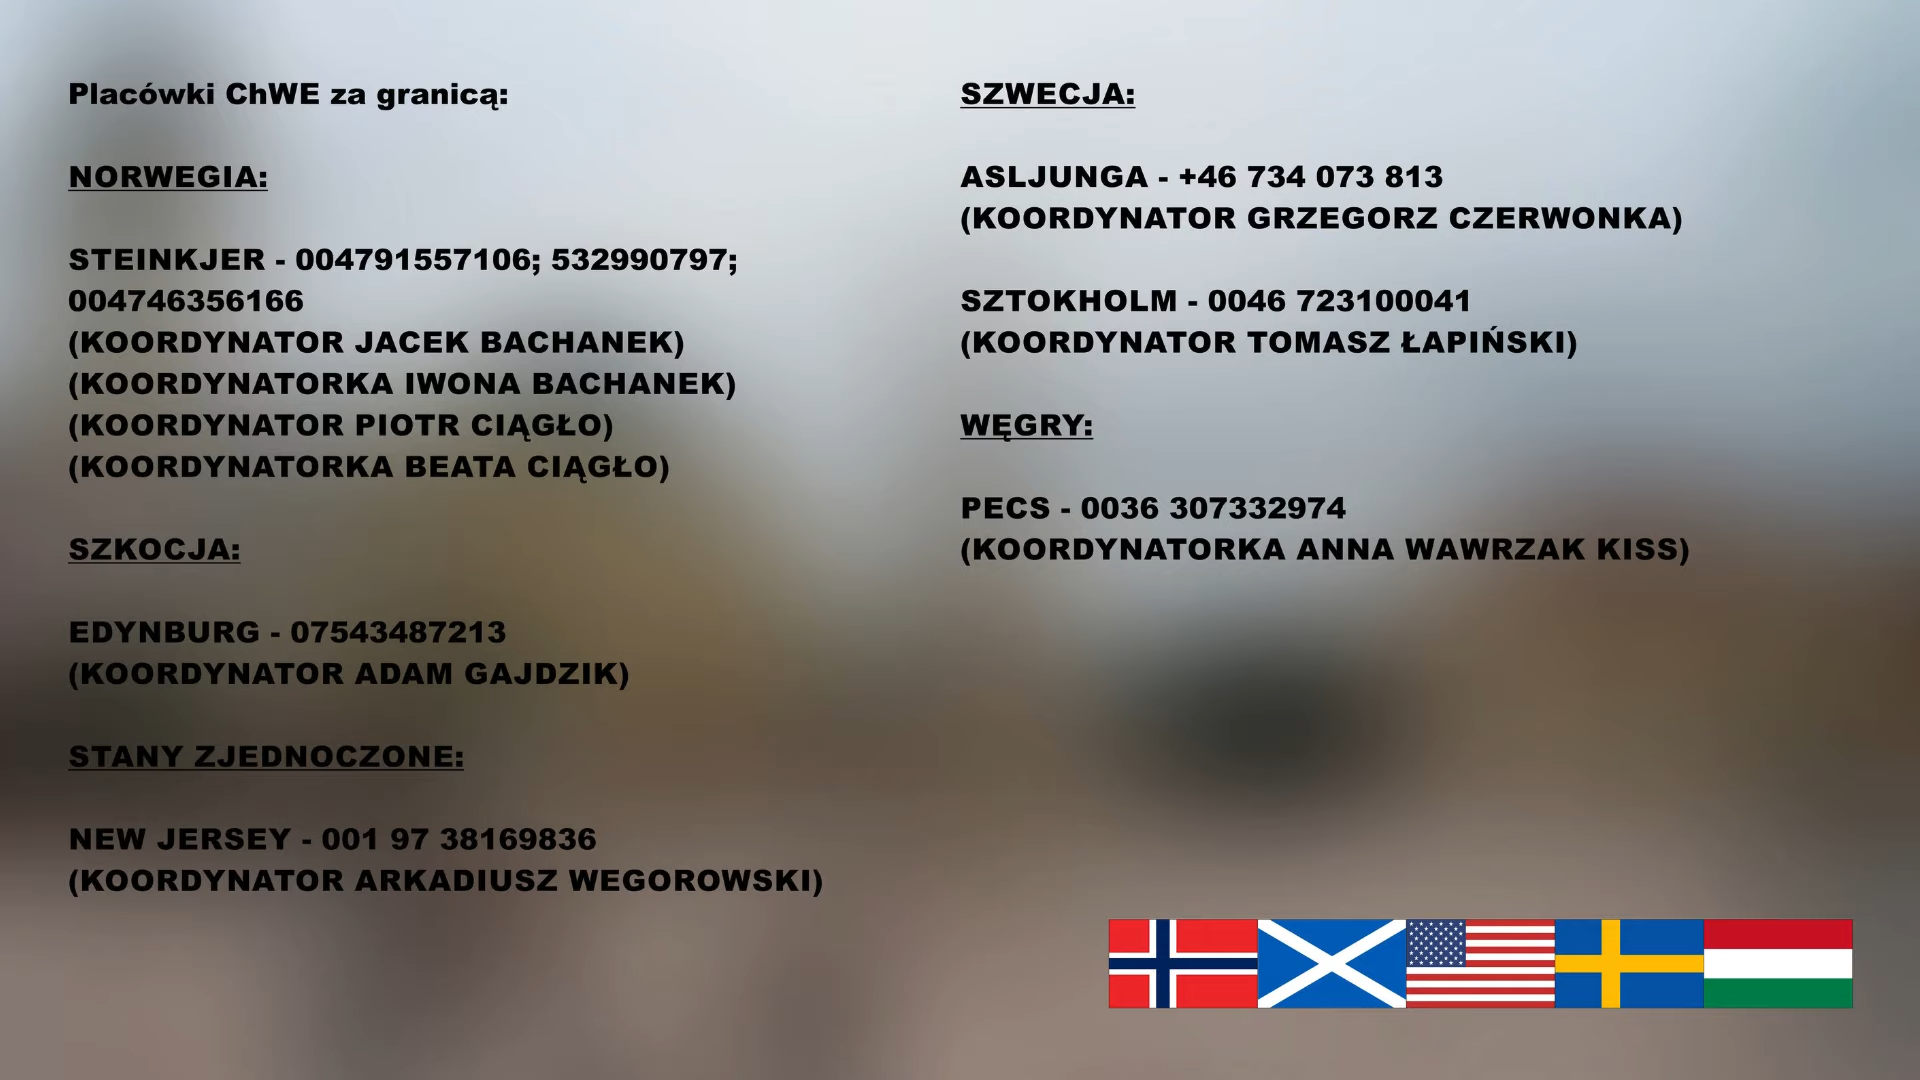 Placówki ChWE za granicą:
NORWEGIA:
STEINKJER - 004791557106; 532990797;
004746356166
(KOORDYNATOR JACEK BACHANEK)
(KOORDYNATORKA IWONA BACHANEK)
(KOORDYNATOR PIOTR CIĄGŁO)
(KOORDYNATORKA BEATA CIĄGŁO)
SZKOCJA:
EDYNBURG - 07543487213
(KOORDYNATOR ADAM GAJDZIK)
STANY ZJEDNOCZONE:
NEW JERSEY - 001 97 38169836
(KOORDYNATOR ARKADIUSZ WEGOROWSKI)
SZWECJA:
ASLJUNGA - +46 734 073 813
(KOORDYNATOR GRZEGORZ CZERWONKA)
SZTOKHOLM - 0046 723100041
(KOORDYNATOR TOMASZ ŁAPIŃSKI)
WĘGRY:
PECS - 0036 307332974
(KOORDYNATORKA ANNA WAWRZAK KISS)